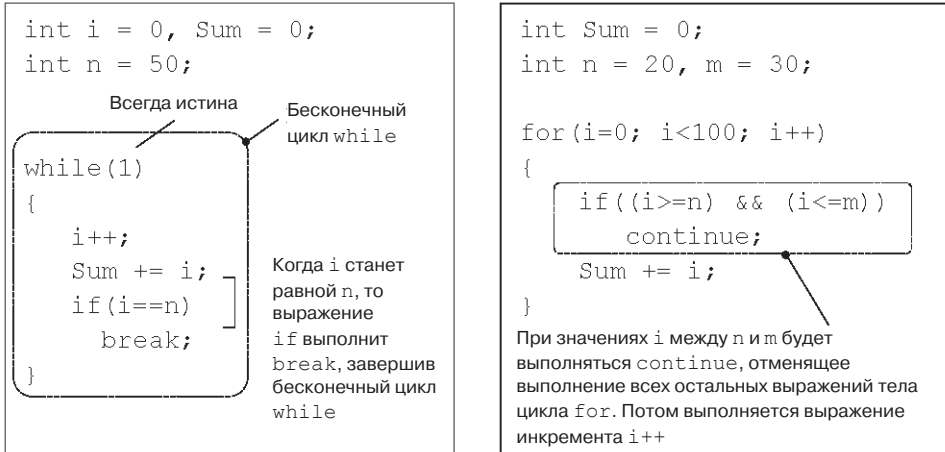 int i = 0, Sum = 0;
int n = 50;
Всегда истина
Бесконечный
цикл while
while(1)
{
i++;
Sum += i;
if(i==n)
break;
}
Когда i станет
равной n, то
выражение
if выполнит
break, завершив
бесконечный цикл
while
int Sum = 0;
int n = 20, m = 30;
for(i=0; i<100; i++)
{
if((i>=n) && (i<=m))
continue;
Sum += i;
}
При значениях i между n и m будет
выполняться continue, отменящее
выполнение всех остальных выражений тела
цикла for. Потом выполняется выражение
инкремента i++